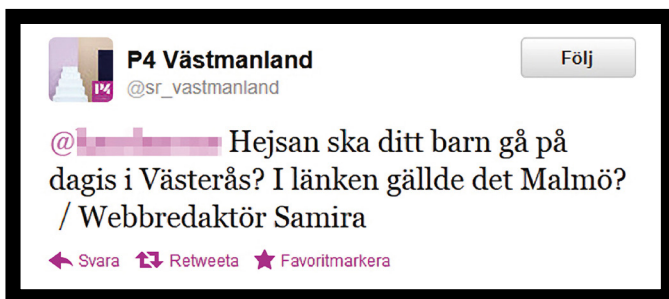 P4 Västmanland
@sr_vastmanland
Följ
P4
@ Hejsan ska ditt barn gå på
dagis i Västerås? I länken gällde det Malmö?
/ Webbredaktör Samira
Svara Retweeta Favoritmarkera